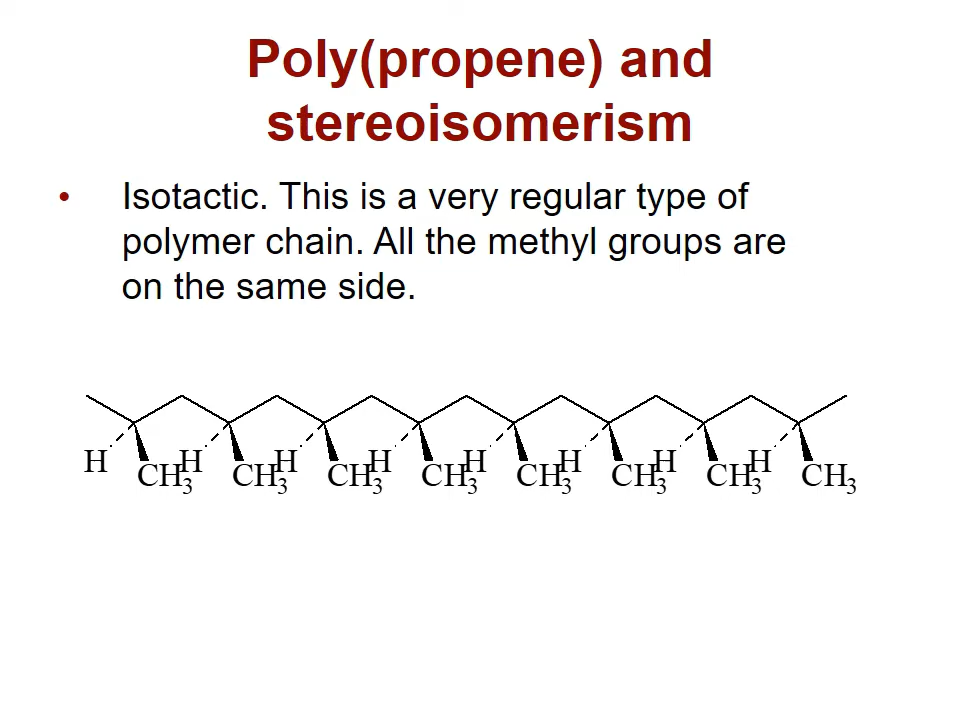 Poly(propene) and
stereoisomerism
• Isotactic. This is a very regular type of
polymer chain. All the methyl groups are
on the same side.
H CH3 H CH3 H CH3 H CH3 H CH3 H CH3 H CH3 H CH3